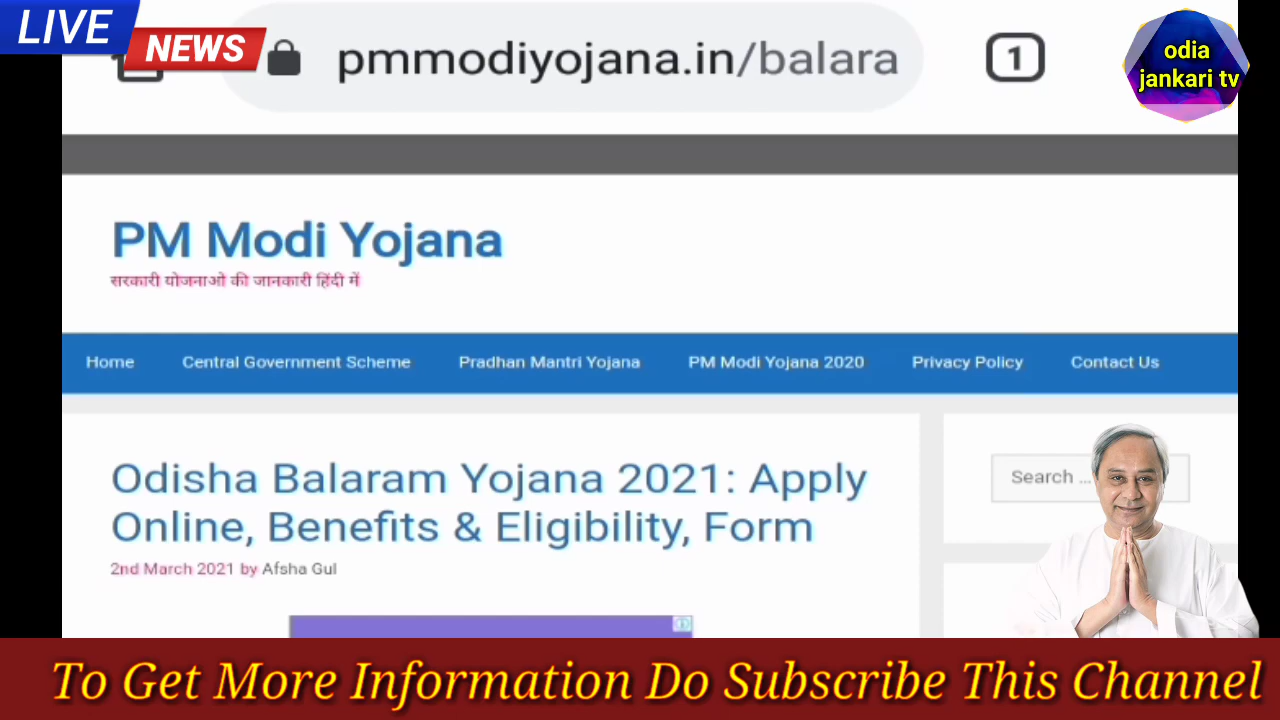 LIVE
NEWS
pmmodiyojana.in/balara
1
odia
jankari tv
PM Modi Yojana
सरकारी योजनाओ की जानकारी हिंदी में
Home
Central Government Scheme
Pradhan Mantri Yojana
PM Modi Yojana 2020
Privacy Policy
Contact Us
Odisha Balaram Yojana 2021: Apply
Online, Benefits & Eligibility, Form
2nd March 2021 by Afsha Gul
Search ...
To Get More Information Do Subscribe This Channel